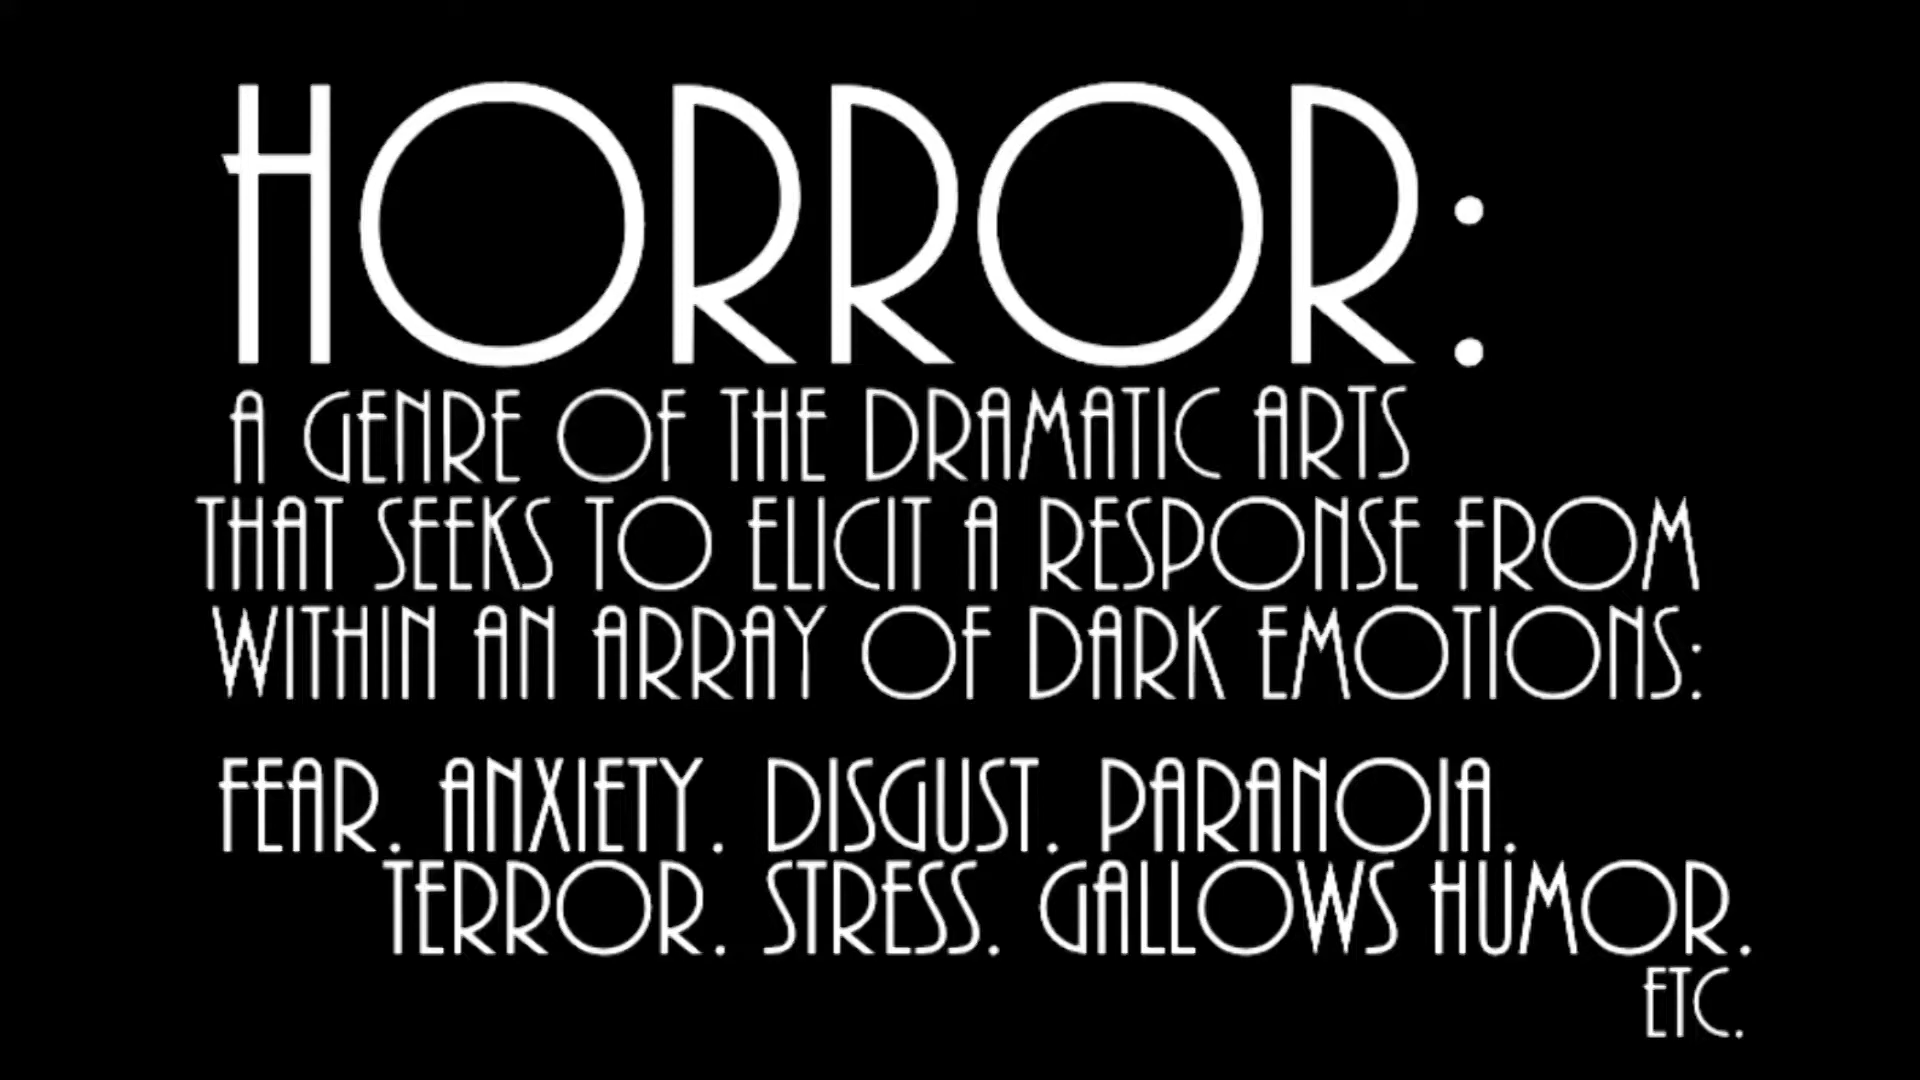 HORROR:
A GENRE OF THE DRAMATIC ARTS
THAT SEEKS TO ELICIT A RESPONSE FROM
WITHIN AN ARRAY OF DARK EMOTIONS:
FEAR. ANXIETY. DISGUST. PARANOIA.
TERROR. STRESS. GALLOWS HUMOR.
ETC.